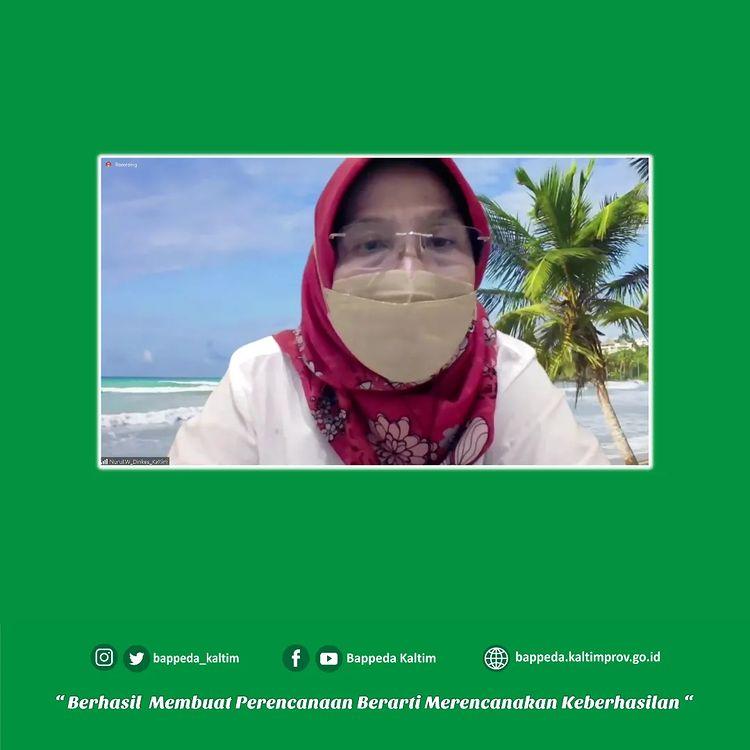 Recording
NurulW_Dinkes_Kaltim
bappeda_kaltim
Bappeda Kaltim
bappeda.kaltimprov.go.id
“ Berhasil Membuat Perencanaan Berarti Merencanakan Keberhasilan “